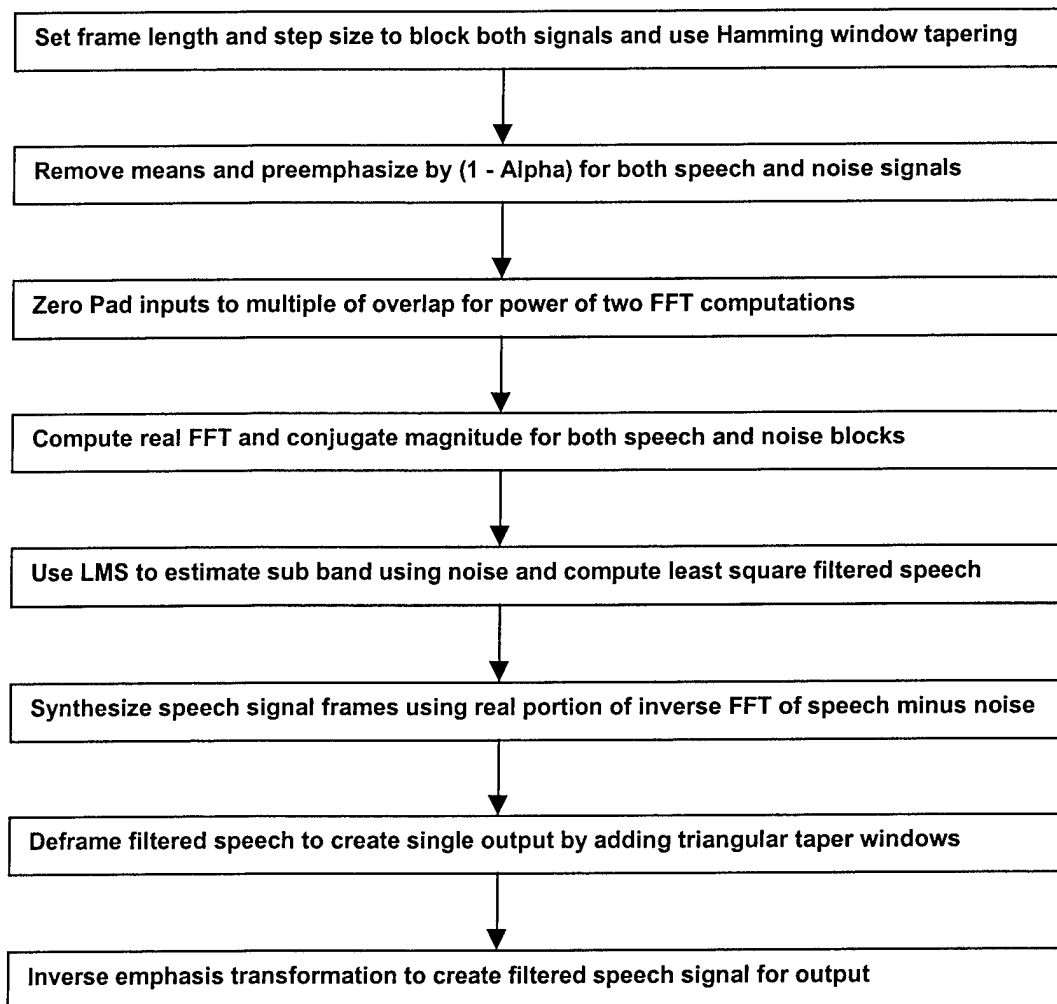 Set frame length and step size to block both signals and use Hamming window tapering
Remove means and preemphasize by (1 - Alpha) for both speech and noise signals
Zero Pad inputs to multiple of overlap for power of two FFT computations
Compute real FFT and conjugate magnitude for both speech and noise blocks
Use LMS to estimate sub band using noise and compute least square filtered speech
Synthesize speech signal frames using real portion of inverse FFT of speech minus noise
Deframe filtered speech to create single output by adding triangular taper windows
Inverse emphasis transformation to create filtered speech signal for output